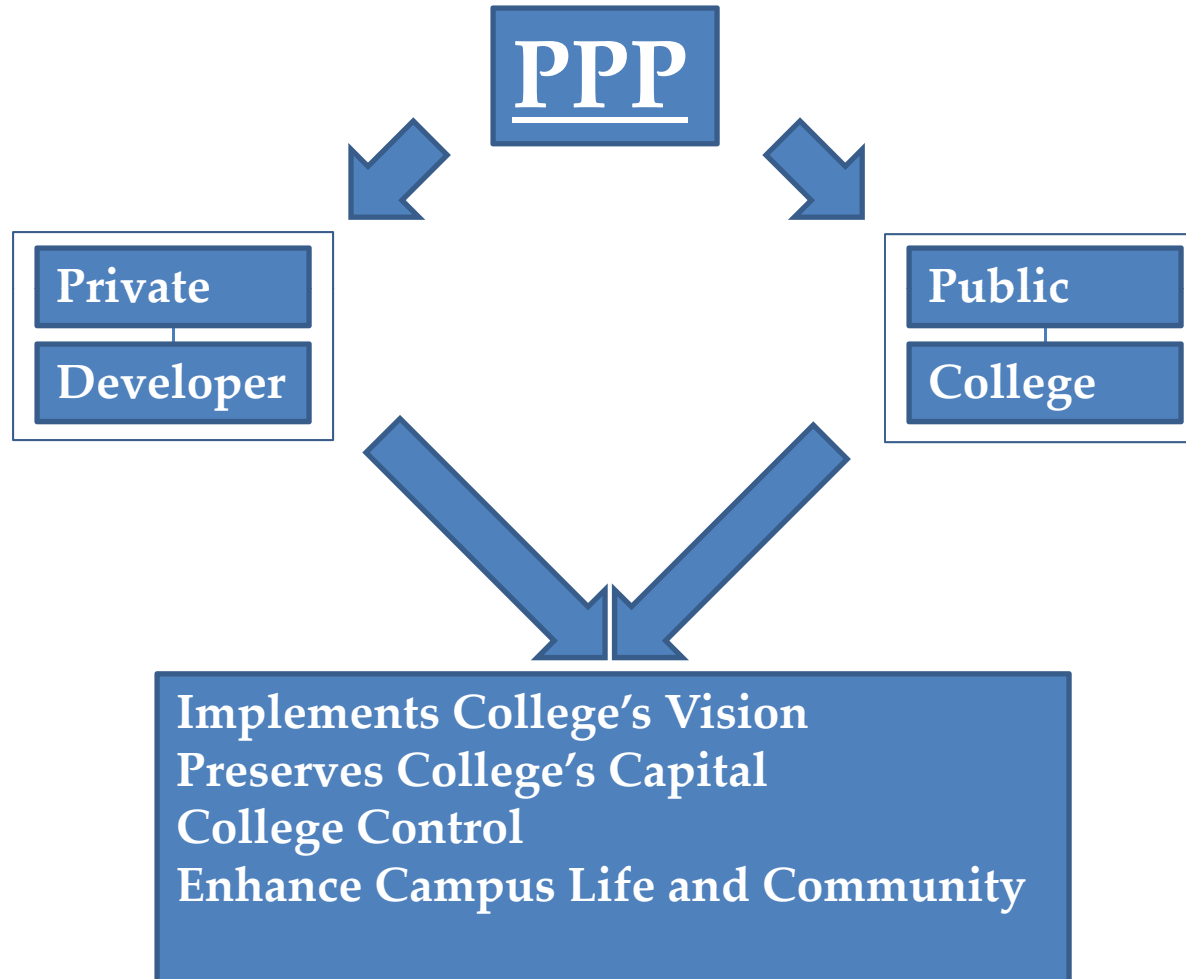 PPP
Private
Developer
Public
College
Implements College’s Vision
Preserves College’s Capital
College Control
Enhance Campus Life and Community